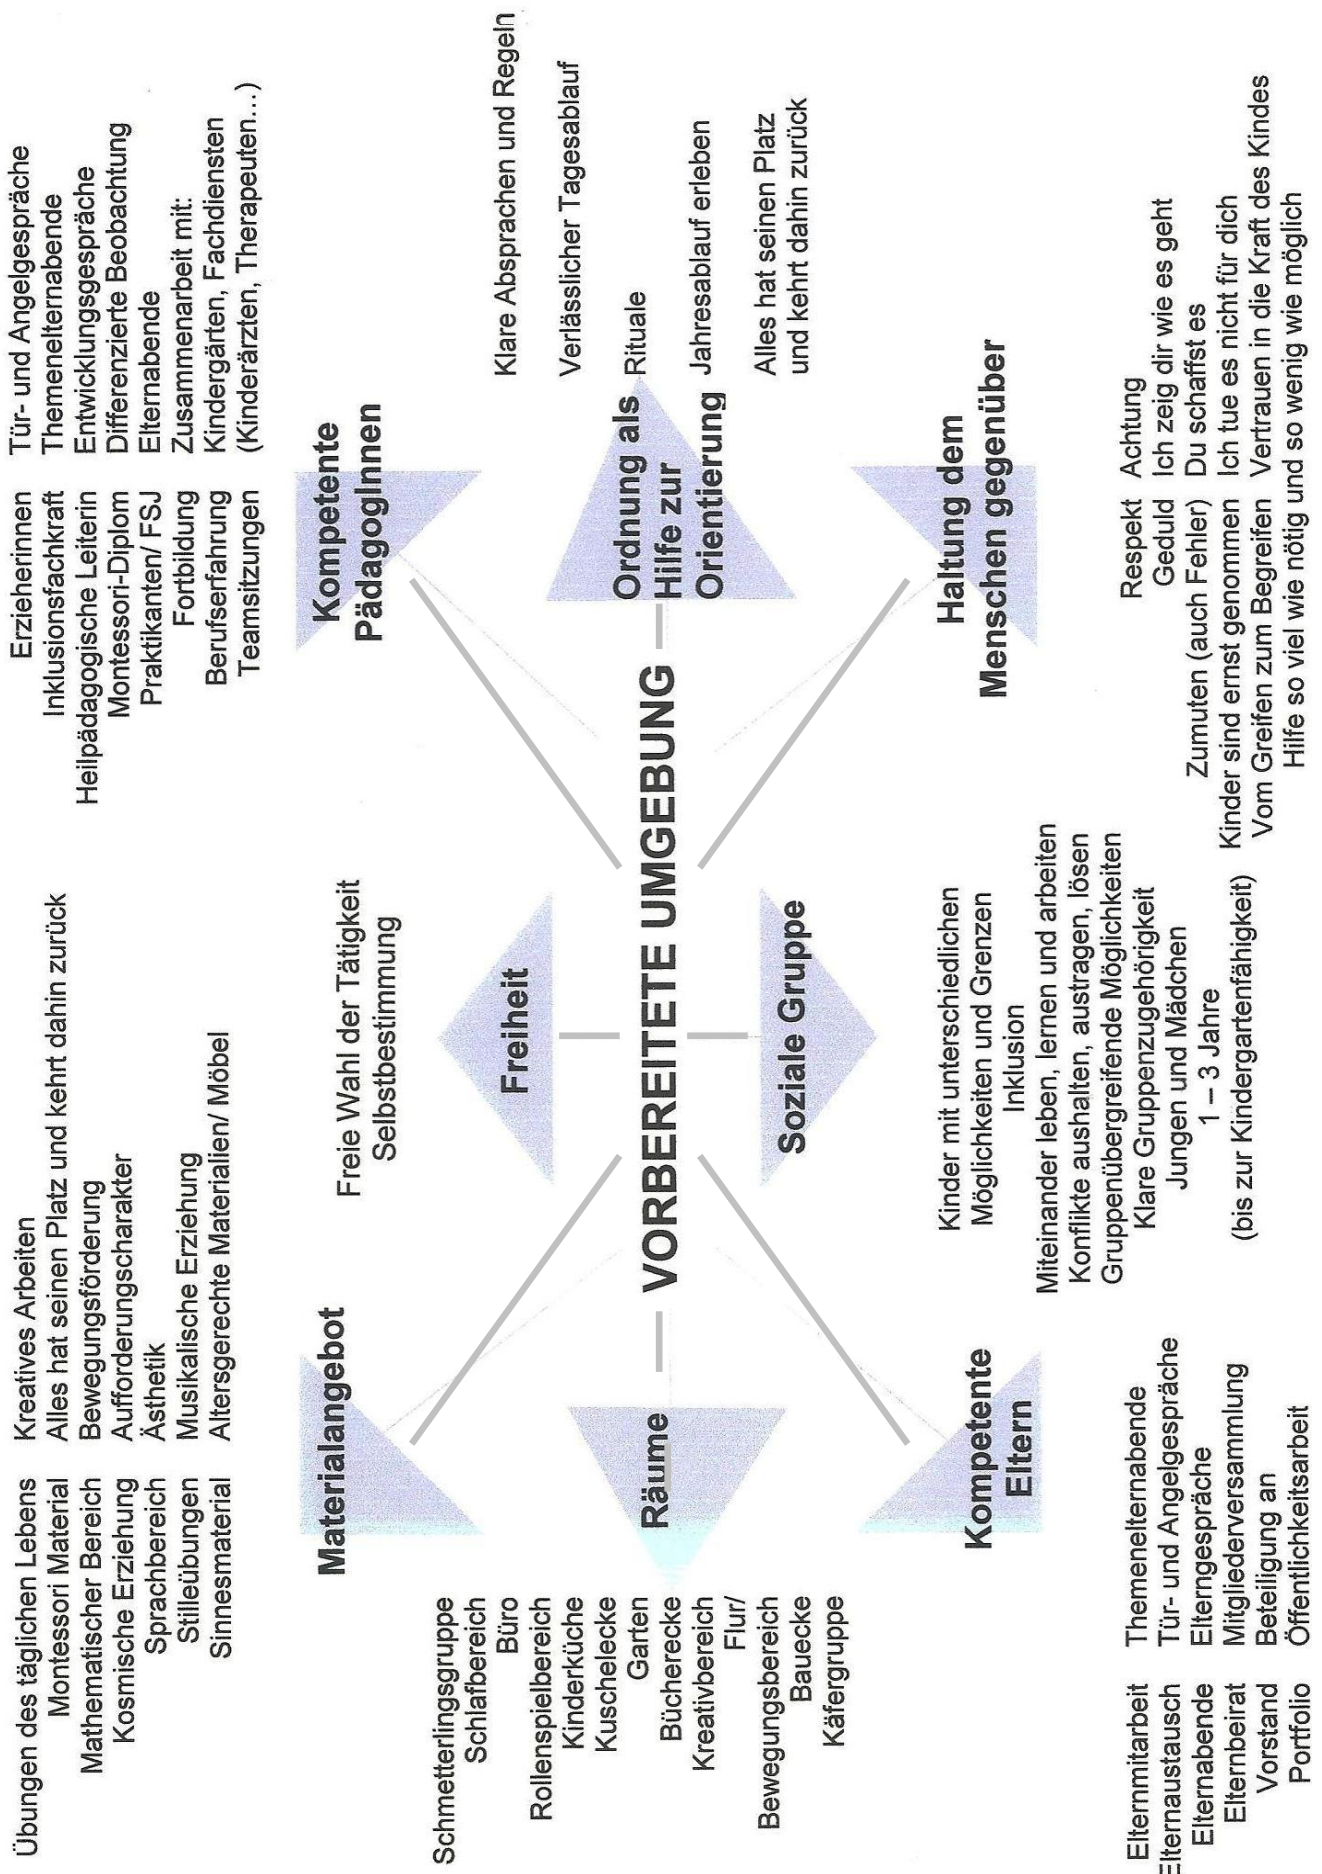 Übungen des täglichen Lebens
Montessori Material
Mathematischer Bereich
Kosmische Erziehung
Sprachbereich
Stilleübungen
Sinnesmaterial
Kreatives Arbeiten
Alles hat seinen Platz und kehrt dahin zurück
Bewegungsförderung
Aufforderungscharakter
Ästhetik
Musikalische Erziehung
Altersgerechte Materialien/ Möbel
Materialangebot
Freie Wahl der Tätigkeit
Selbstbestimmung
Freiheit
Erzieherinnen
Inklusionsfachkraft
Heilpädagogische Leiterin
Montessori-Diplom
Praktikanten/ FSJ
Fortbildung
Berufserfahrung
Teamsitzungen
Tür- und Angelgespräche
Themenelternabende
Entwicklungsgespräche
Differenzierte Beobachtung
Elternabende
Zusammenarbeit mit:
Kindergärten, Fachdiensten
(Kinderärzten, Therapeuten...)
Kompetente
PädagogInnen
Schmetterlingsgruppe
Schlafbereich
Büro
Rollenspielbereich
Kinderküche
Kuschelecke
Garten
Bücherecke
Kreativbereich
Flur/
Bewegungsbereich
Bauecke
Käfergruppe
Räume
VORBEREITETE UMGEBUNG
Ordnung als
Hilfe zur
Orientierung
Klare Absprachen und Regeln
Verlässlicher Tagesablauf
Rituale
Jahresablauf erleben
Alles hat seinen Platz
und kehrt dahin zurück
Kompetente
Eltern
Elternmitarbeit
Elternaustausch
Elternabende
Elternbeirat
Vorstand
Portfolio
Themenelternabende
Tür- und Angelgespräche
Elterngespräche
Mitgliederversammlung
Beteiligung an
Öffentlichkeitsarbeit
Soziale Gruppe
Kinder mit unterschiedlichen
Möglichkeiten und Grenzen
Inklusion
Miteinander leben, lernen und arbeiten
Konflikte aushalten, austragen, lösen
Gruppenübergreifende Möglichkeiten
Klare Gruppenzugehörigkeit
Jungen und Mädchen
1 – 3 Jahre
(bis zur Kindergartenfähigkeit)
Haltung dem
Menschen gegenüber
Respekt
Geduld
Zumuten (auch Fehler)
Kinder sind ernst genommen
Vom Greifen zum Begreifen
Achtung
Ich zeig dir wie es geht
Du schaffst es
Ich tue es nicht für dich
Vertrauen in die Kraft des Kindes
Hilfe so viel wie nötig und so wenig wie möglich